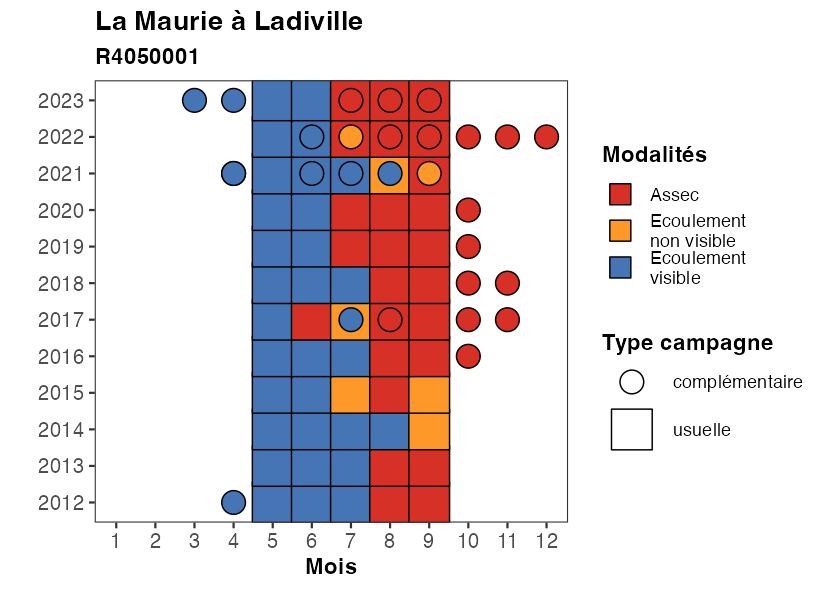 La Maurie à Ladiville
R4050001
2023
2022
2021
2020
2019
2018
2017
2016
2015
2014
2013
2012
1 2 3 4 5 6 7 8 9 10 11 12
Mois
Modalités
Assec
Ecoulement
non visible
Ecoulement
visible
Type campagne
complémentaire
usuelle